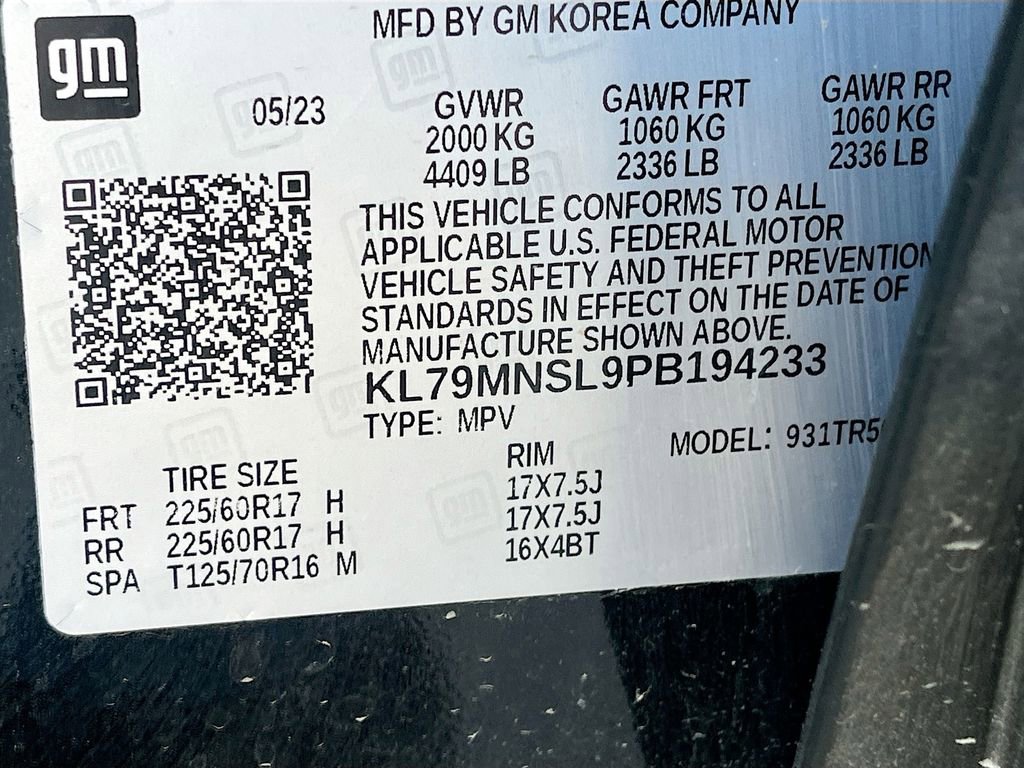 gm
MFD BY GM KOREA COMPANY
05/23
GVWR
2000 KG
4409 LB
GAWR FRT
1060 KG
2336 LB
GAWR RR
1060 KG
2336 LB
THIS VEHICLE CONFORMS TO ALL
APPLICABLE U.S. FEDERAL MOTOR
VEHICLE SAFETY AND THEFT PREVENTION
STANDARDS IN EFFECT ON THE DATE OF
MANUFACTURE SHOWN ABOVE.
KL79MNSL9PB194233
TYPE: MPV
MODEL: 931TR5
TIRE SIZE RIM
FRT 225/60R17 H 17X7.5J
RR 225/60R17 H 17X7.5J
SPA T125/70R16 M 16X4BT